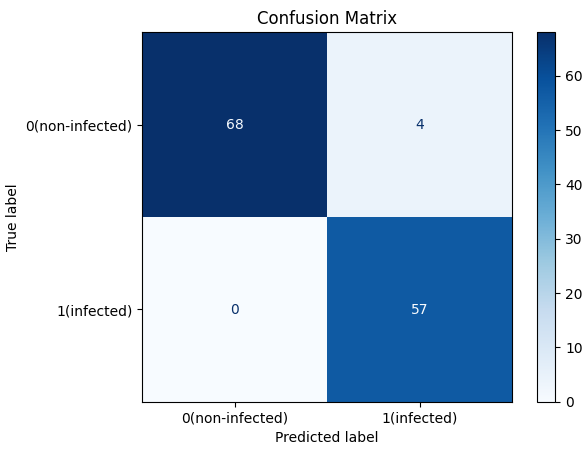 Confusion Matrix
True label
0(non-infected)
68
4
1(infected)
0
57
0(non-infected)
1(infected)
Predicted label
60
50
40
30
20
10
0